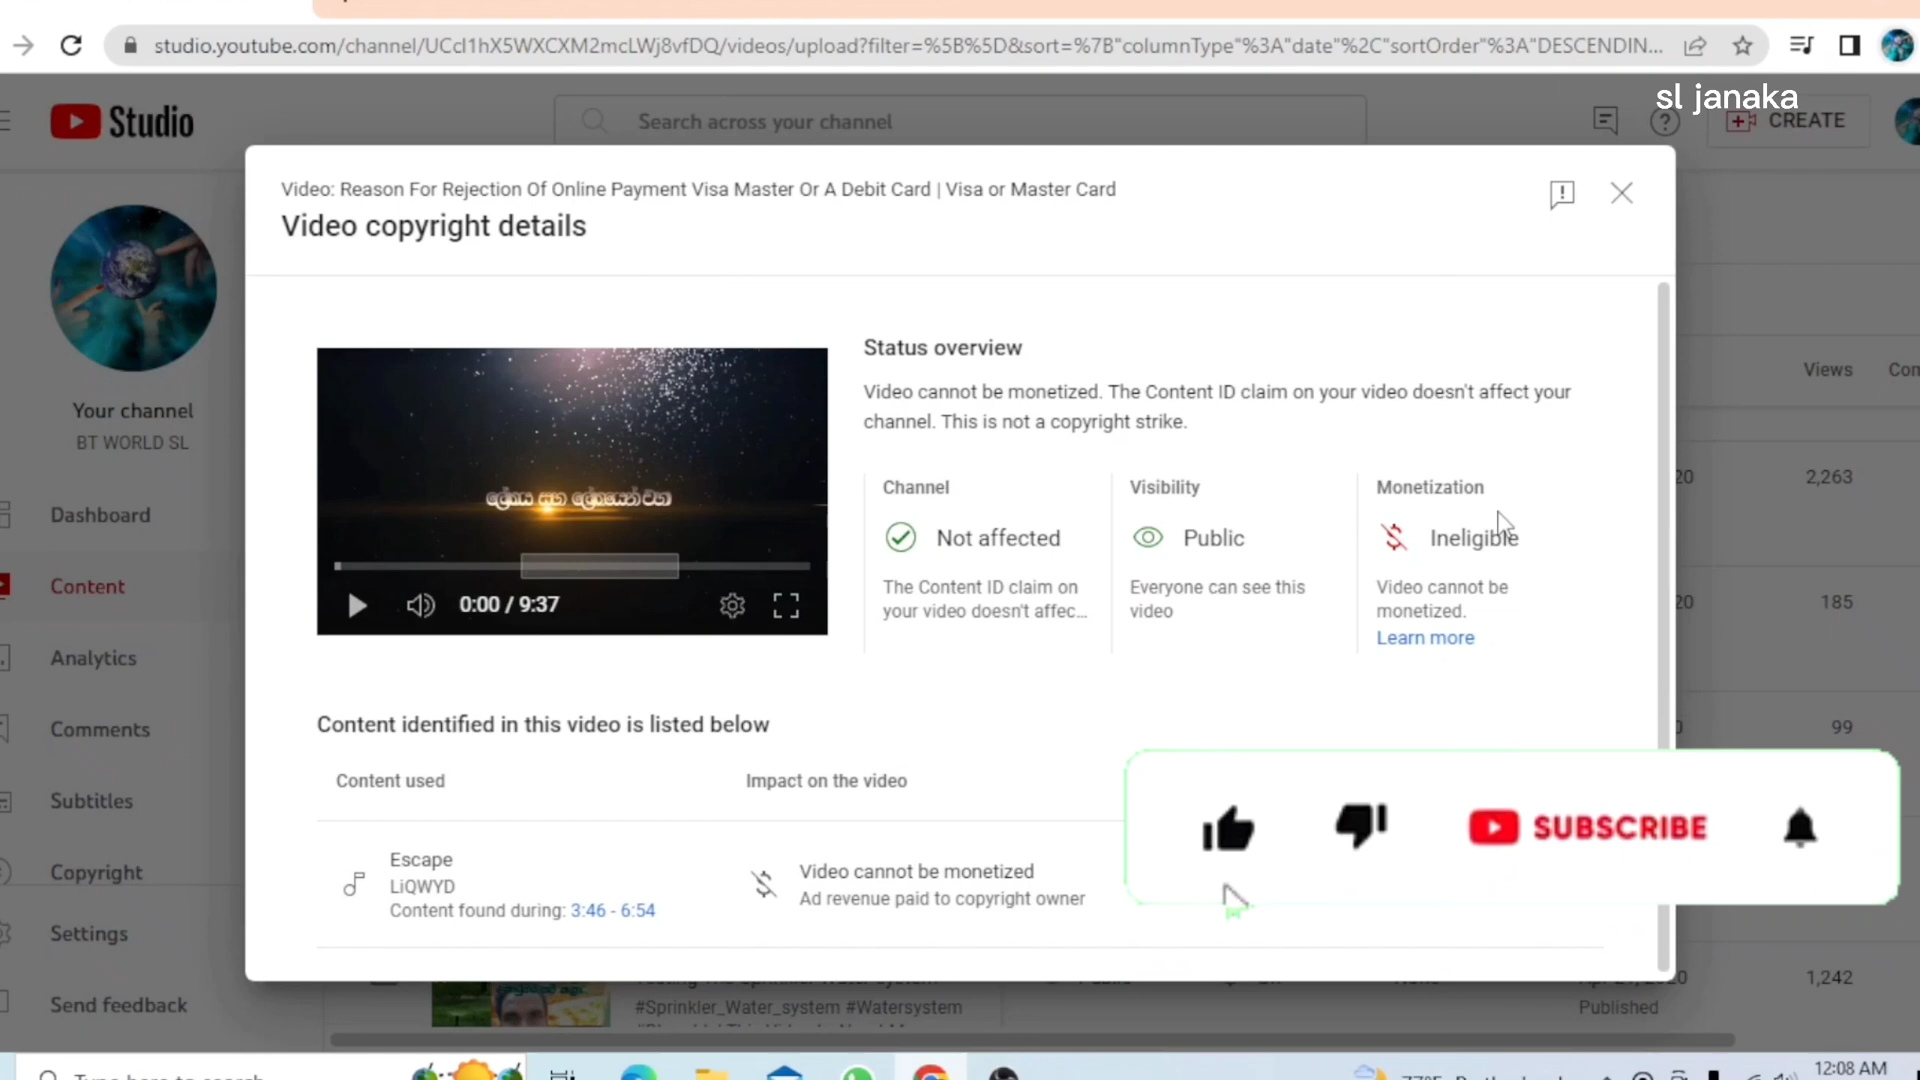 studio.youtube.com/channel/UCcI1hX5WXCXM2mcLWj8vfDQ/videos/upload?filter=%5B%5D&sort=%7B"columnType"%3A"date"%2C"sortOrder"%3A"DESCENDIN...
sl janaka
Studio
Search across your channel
CREATE
Video: Reason For Rejection Of Online Payment Visa Master Or A Debit Card | Visa or Master Card
Video copyright details
Status overview
Video cannot be monetized. The Content ID claim on your video doesn't affect your
channel. This is not a copyright strike.
Views
Your channel
BT WORLD SL
Channel
Visibility
Monetization
20
2,263
Not affected
Public
Ineligible
The Content ID claim on
your video doesn't affec...
Everyone can see this
video
Video cannot be
monetized.
Learn more
0:00 / 9:37
20
185
Dashboard
Content
Analytics
Comments
Subtitles
Copyright
Settings
Send feedback
Content identified in this video is listed below
99
Content used
Impact on the video
Escape
LiQWYD
Content found during: 3:46 - 6:54
Video cannot be monetized
Ad revenue paid to copyright owner
SUBSCRIBE
1,242
#Sprinkler_Water_system #Watersystem
Published
12:08 AM